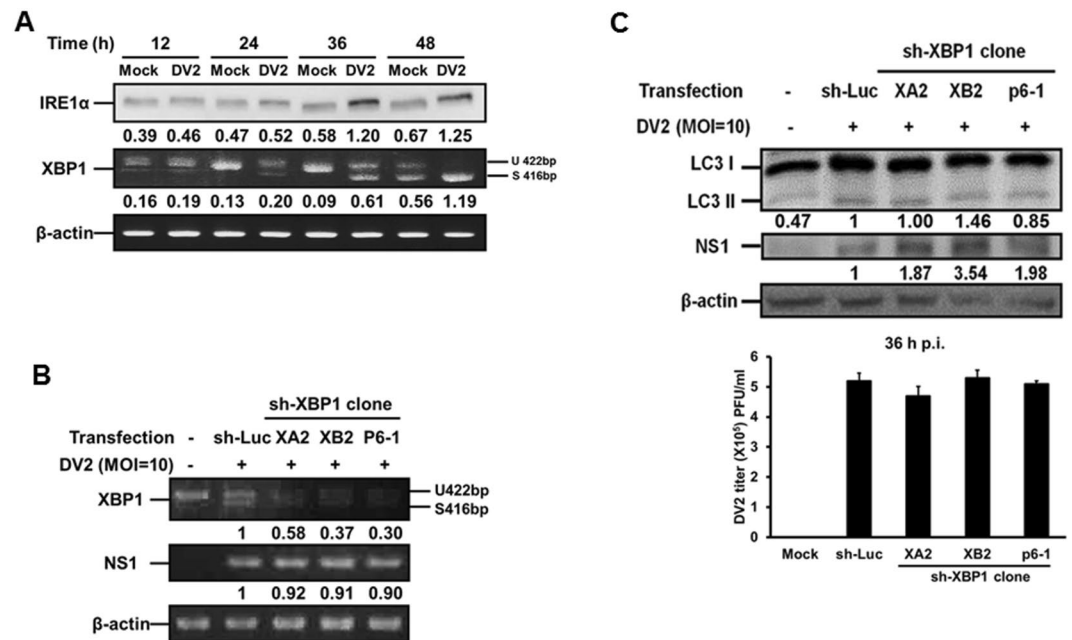 A
Time (h) 12 24 36 48
Mock DV2 Mock DV2 Mock DV2 Mock DV2
IRE1α
0.39 0.46 0.47 0.52 0.58 1.20 0.67 1.25
XBP1 U 422bp
S 416bp
0.16 0.19 0.13 0.20 0.09 0.61 0.56 1.19
β-actin
B
sh-XBP1 clone
Transfection - sh-Luc XA2 XB2 P6-1
DV2 (MOI=10) - + + + +
XBP1 U422bp
S416bp
1 0.58 0.37 0.30
NS1
1 0.92 0.91 0.90
β-actin
C
sh-XBP1 clone
Transfection - sh-Luc XA2 XB2 p6-1
DV2 (MOI=10) - + + + +
LC3 I
LC3 II
0.47 1 1.00 1.46 0.85
NS1
1 1.87 3.54 1.98
β-actin
36 h p.i.
DV2 titer (X10⁵) PFU/ml
6
5
4
3
2
1
0
Mock sh-Luc XA2 XB2 p6-1
sh-XBP1 clone